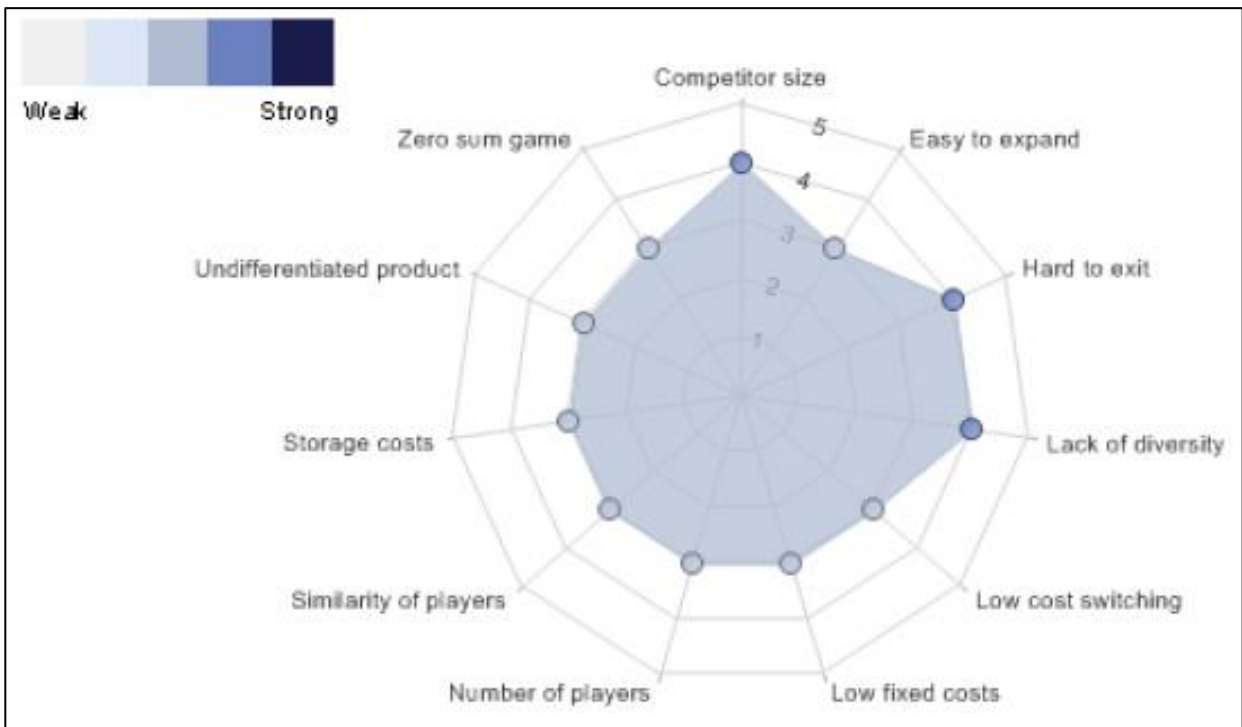 Weak
Strong
Competitor size
Zero sum game
5
Easy to expand
4
3
Undifferentiated product
Hard to exit
2
1
Storage costs
Lack of diversity
Similarity of players
Low cost switching
Number of players
Low fixed costs